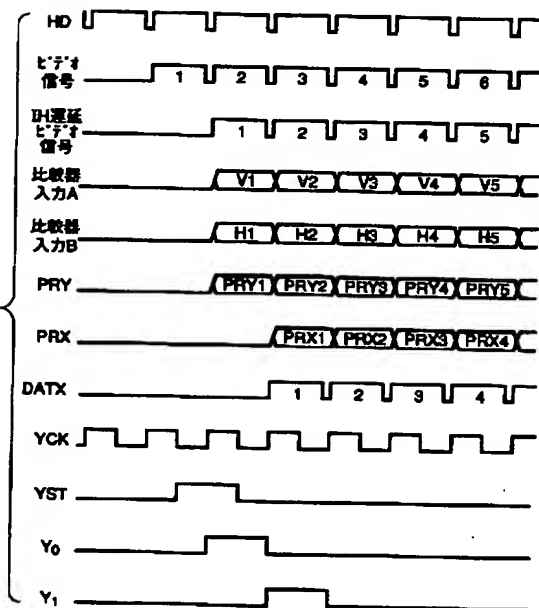 HD
ビデオ
信号
1 2 3 4 5 6
1H遅延
ビデオ
信号
1 2 3 4 5
比較器
入力A
V1 V2 V3 V4 V5
比較器
入力B
H1 H2 H3 H4 H5
PRY
PRY1 PRY2 PRY3 PRY4 PRY5
PRX
PRX1 PRX2 PRX3 PRX4
DATX
1 2 3 4
YCK
YST
Y0
Y1